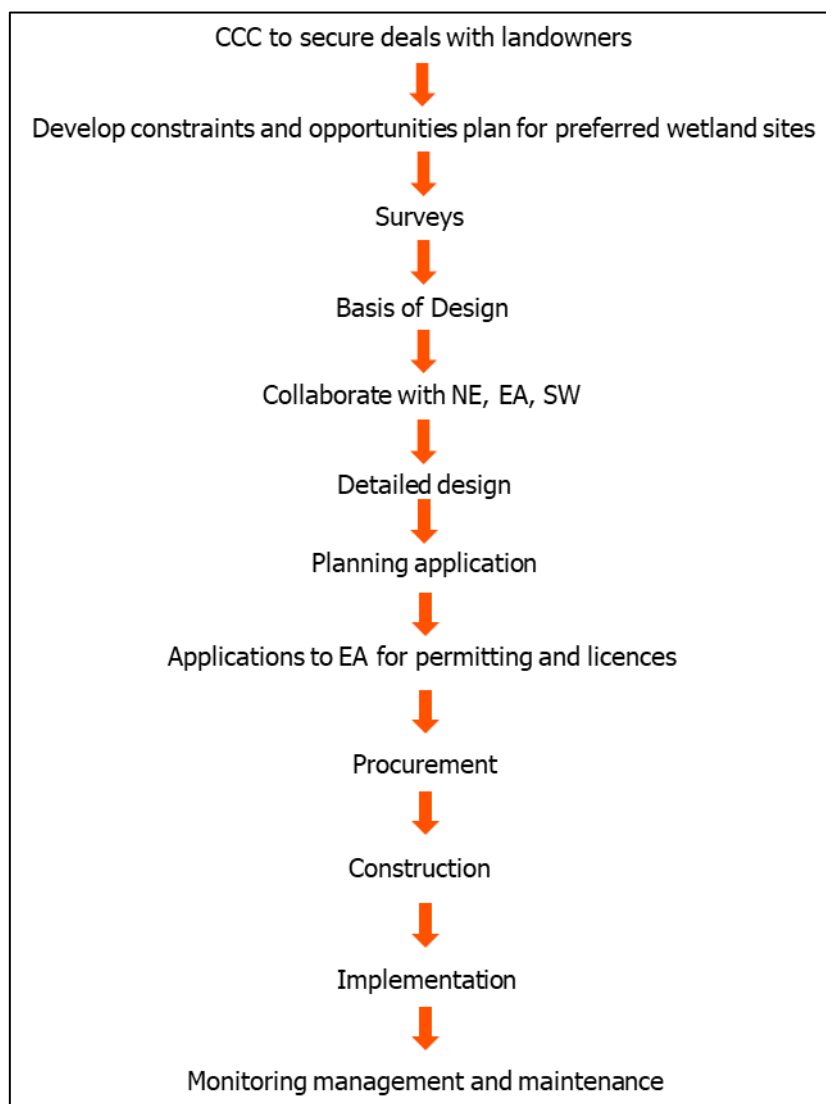 CCC to secure deals with landowners
Develop constraints and opportunities plan for preferred wetland sites
Surveys
Basis of Design
Collaborate with NE, EA, SW
Detailed design
Planning application
Applications to EA for permitting and licences
Procurement
Construction
Implementation
Monitoring management and maintenance